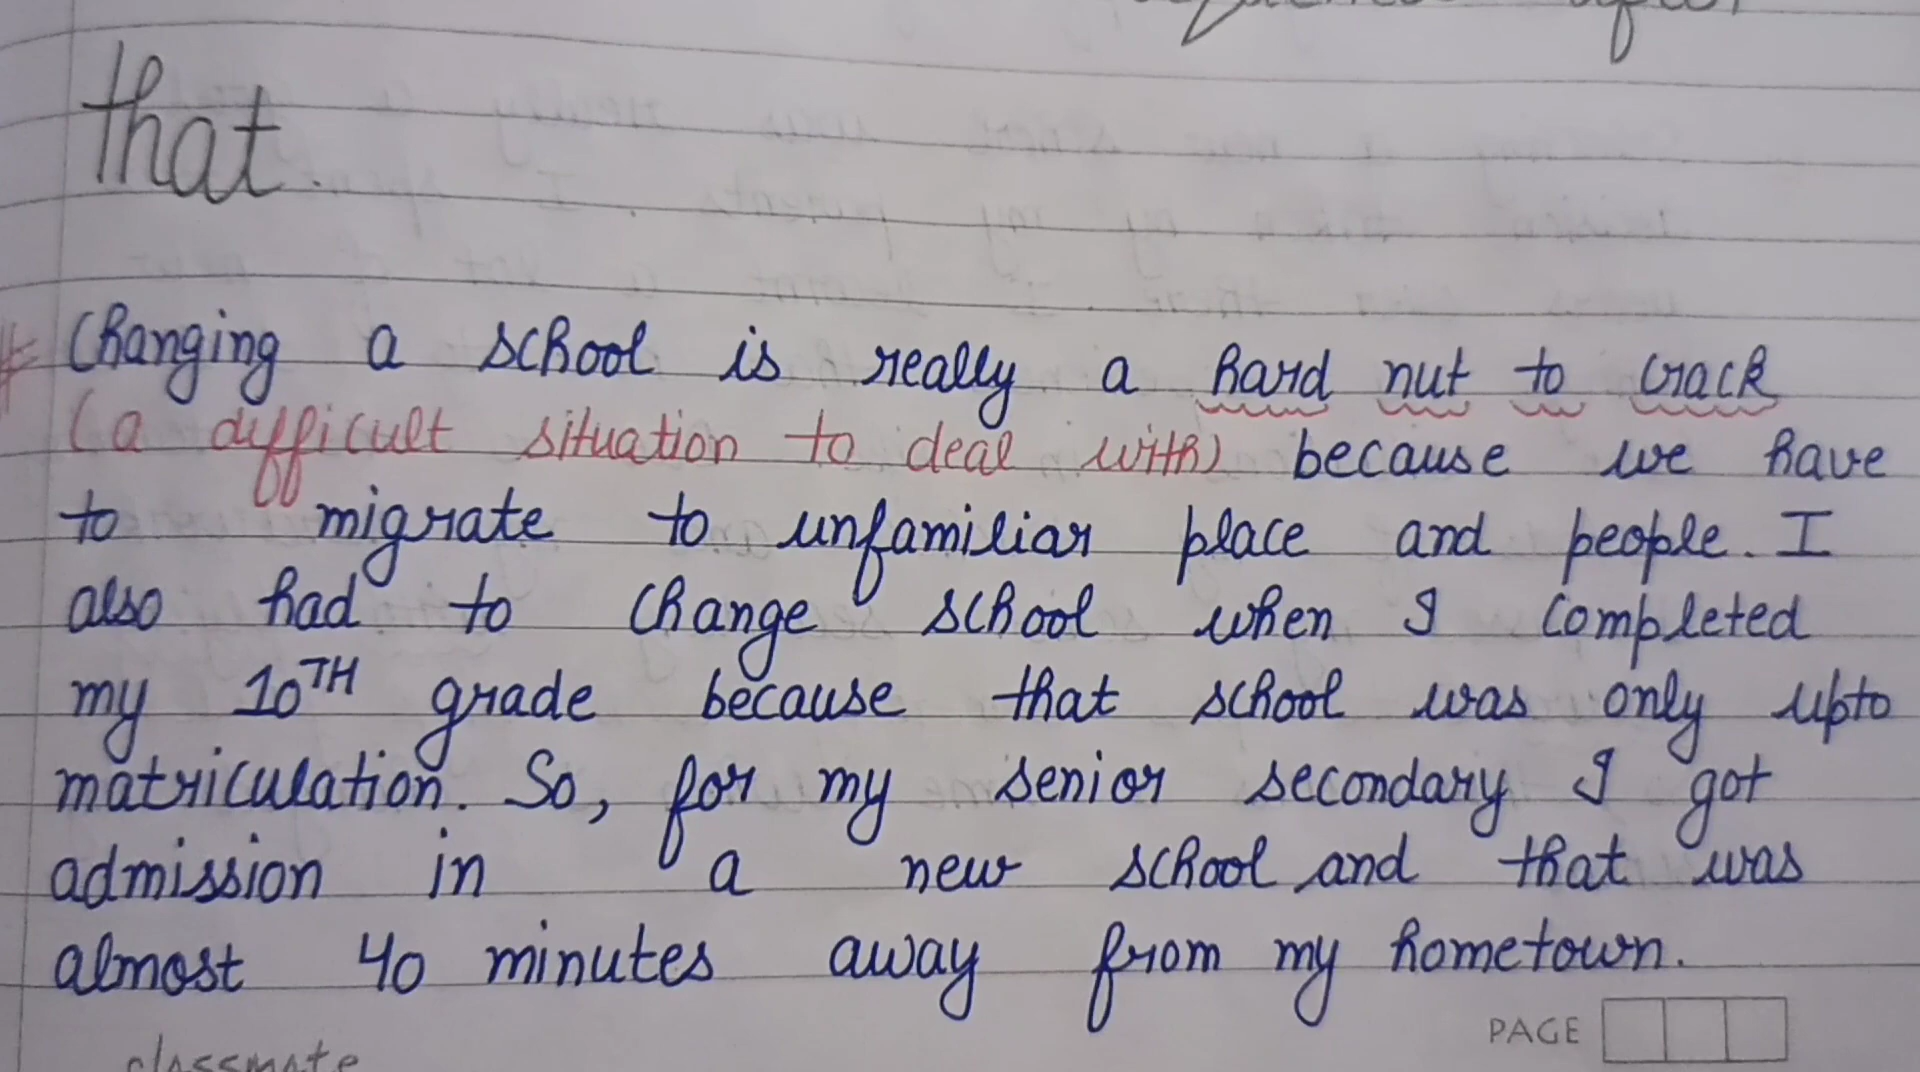 that.
Changing a school is really a hard nut to crack
(a difficult situation to deal with) because we have
to migrate to unfamiliar place and people. I
also had to change school when I completed
my 10TH grade because that school was only upto
matriculation. So, for my senior secondary I got
admission in a new school and that was
almost 40 minutes away from my hometown.
PAGE
classmate